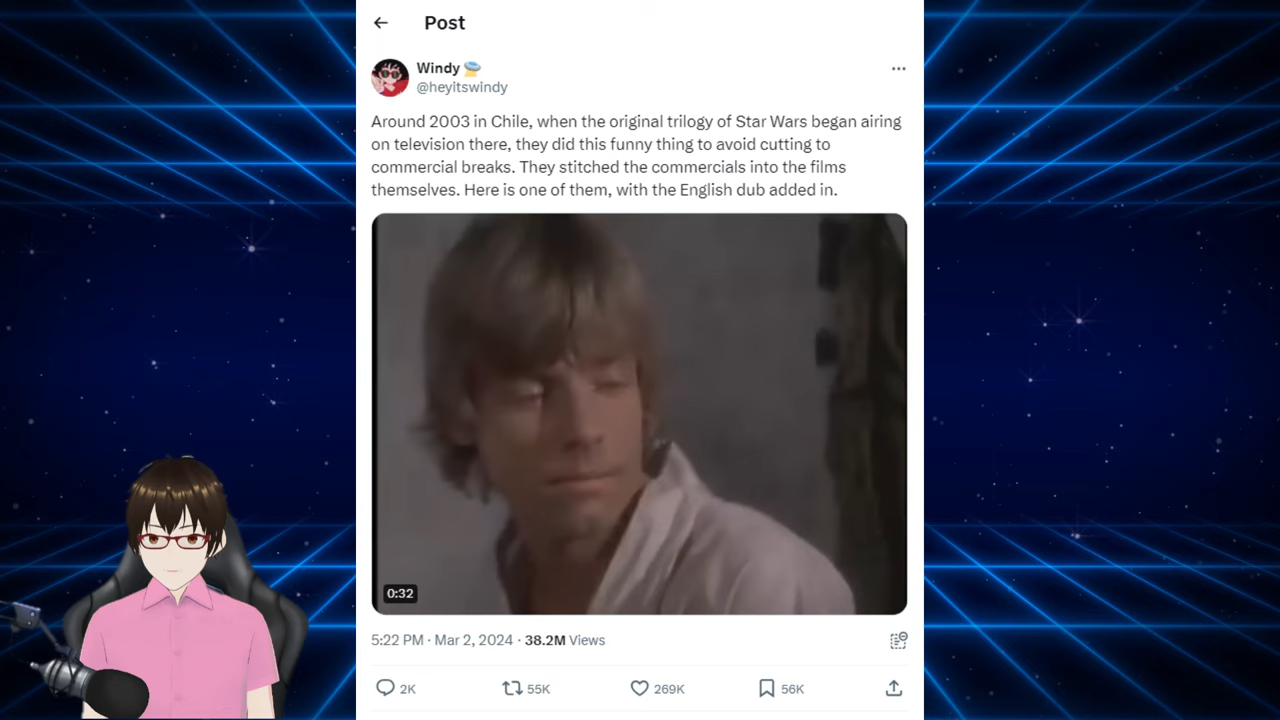 Post
Windy
@heyitswindy
Around 2003 in Chile, when the original trilogy of Star Wars began airing
on television there, they did this funny thing to avoid cutting to
commercial breaks. They stitched the commercials into the films
themselves. Here is one of them, with the English dub added in.
0:32
5:22 PM · Mar 2, 2024 · 38.2M Views
2K 55K 269K 56K